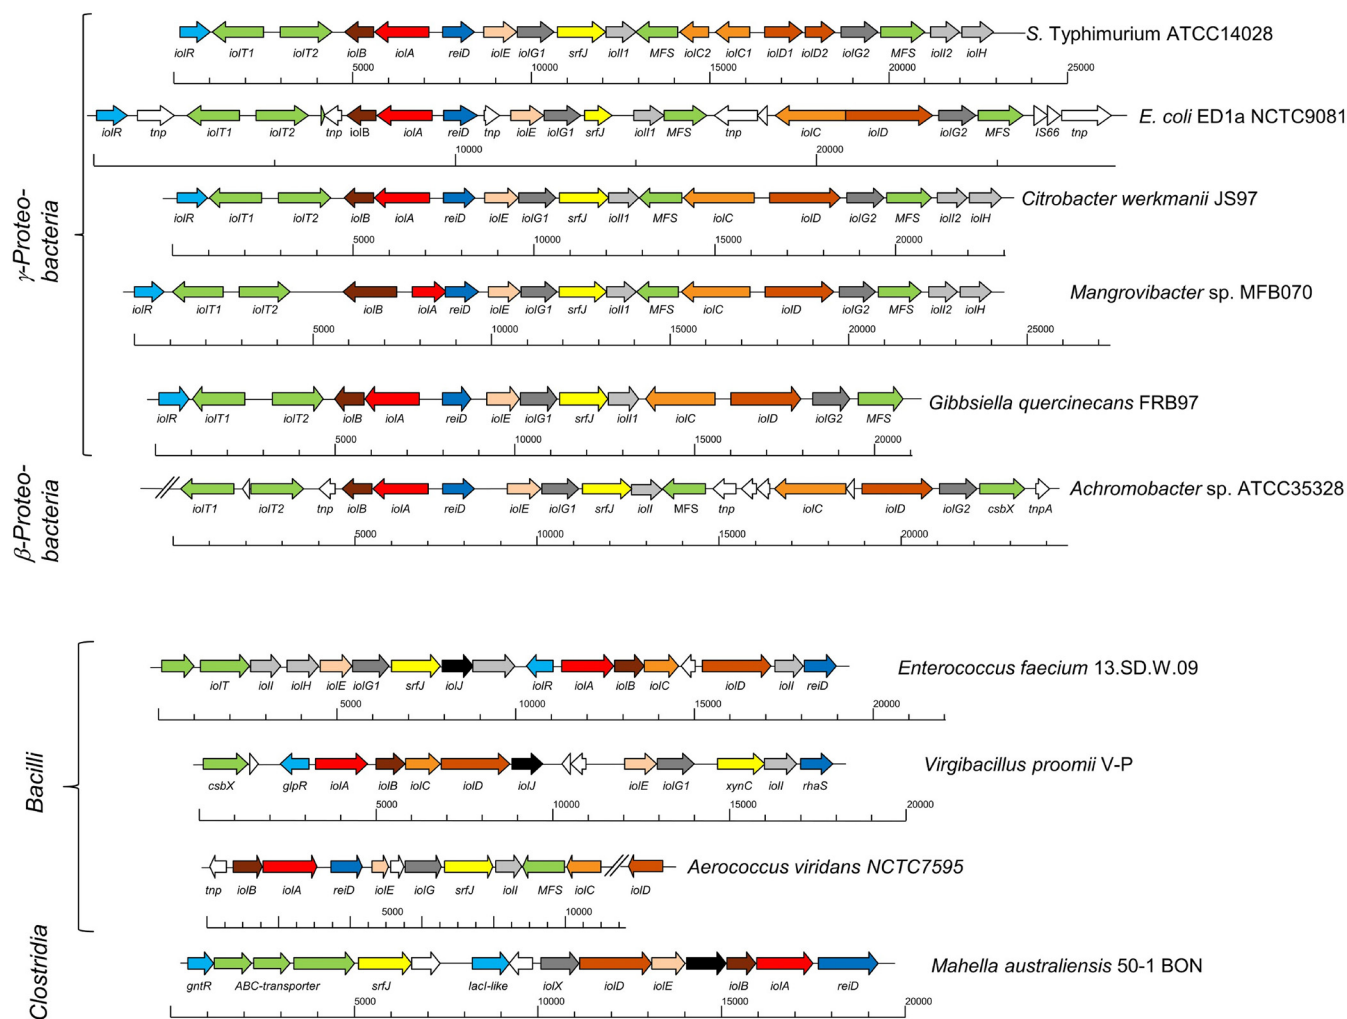 S. Typhimurium ATCC14028
iolR iolT1 iolT2 iolB iolA reiD iolE iolG1 srfJ iolI1 MFS iolC2 iolC1 iolD1 iolD2 iolG2 MFS iolI2 iolH
5000 10000 15000 20000 25000
E. coli ED1a NCTC9081
iolR tnp iolT1 iolT2 tnp iolB iolA reiD tnp iolE iolG1 srfJ iolI1 MFS tnp iolC iolD iolG2 MFS IS66 tnp
10000 20000
γ-Proteo-
bacteria
Citrobacter werkmanii JS97
iolR iolT1 iolT2 iolB iolA reiD iolE iolG1 srfJ iolI1 MFS iolC iolD iolG2 MFS iolI2 iolH
5000 10000 15000 20000
Mangrovibacter sp. MFB070
iolR iolT1 iolT2 iolB iolA reiD iolE iolG1 srfJ iolI1 MFS iolC iolD iolG2 MFS iolI2 iolH
5000 10000 15000 20000 25000
Gibbsiella quercinecans FRB97
iolR iolT1 iolT2 iolB iolA reiD iolE iolG1 srfJ iolI1 iolC iolD iolG2 MFS
5000 10000 15000 20000
β-Proteo-
bacteria
Achromobacter sp. ATCC35328
iolT1 iolT2 tnp iolB iolA reiD iolE iolG1 srfJ iolI MFS tnp iolC iolD iolG2 csbX tnpA
5000 10000 15000 20000
Bacilli
Enterococcus faecium 13.SD.W.09
iolT iolI iolH iolE iolG1 srfJ iolJ iolR iolA iolB iolC iolD iolI reiD
5000 10000 15000 20000
Virgibacillus proomii V-P
csbX glpR iolA iolB iolC iolD iolJ iolE iolG1 xynC iolI rhaS
5000 10000 15000 20000
Aerococcus viridans NCTC7595
tnp iolB iolA reiD iolE iolG srfJ iolI MFS iolC iolD
5000 10000
Clostridia
Mahella australiensis 50-1 BON
gntR ABC-transporter srfJ lacI-like iolX iolD iolE iolB iolA reiD
5000 10000 15000 20000